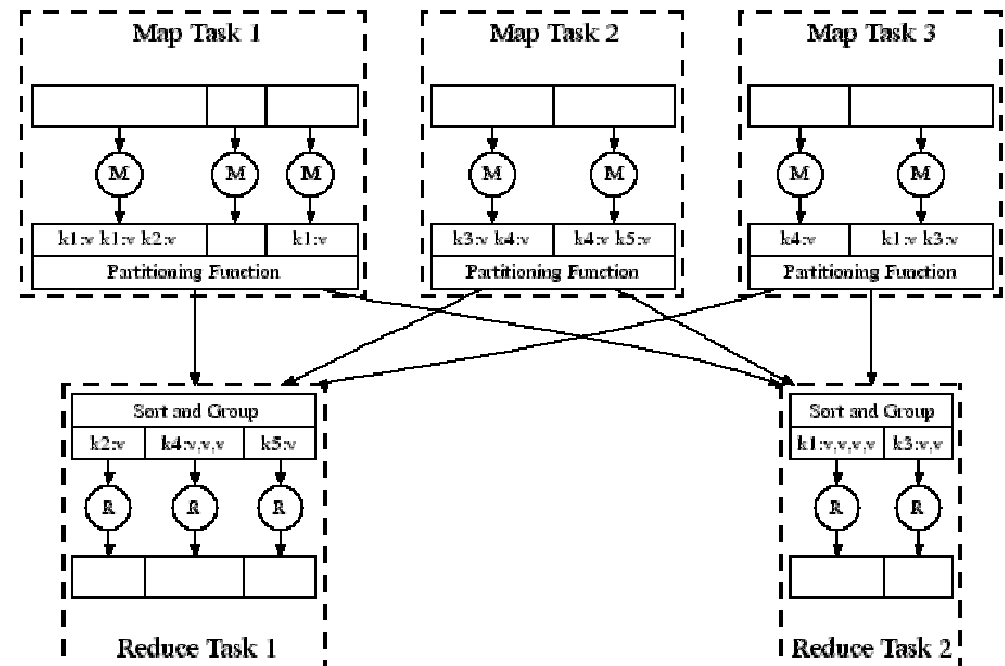 Map Task 1
Map Task 2
Map Task 3
M
M
M
M
M
M
M
k1:v k1:v k2:v
k1:v
k3:v k4:v
k4:v k5:v
k4:v
k1:v k3:v
Partitioning Function
Partitioning Function
Partitioning Function
Sort and Group
Sort and Group
k2:v
k4:v,v,v
k5:v
k1:v,v,v,v
k3:v,v
R
R
R
R
R
Reduce Task 1
Reduce Task 2